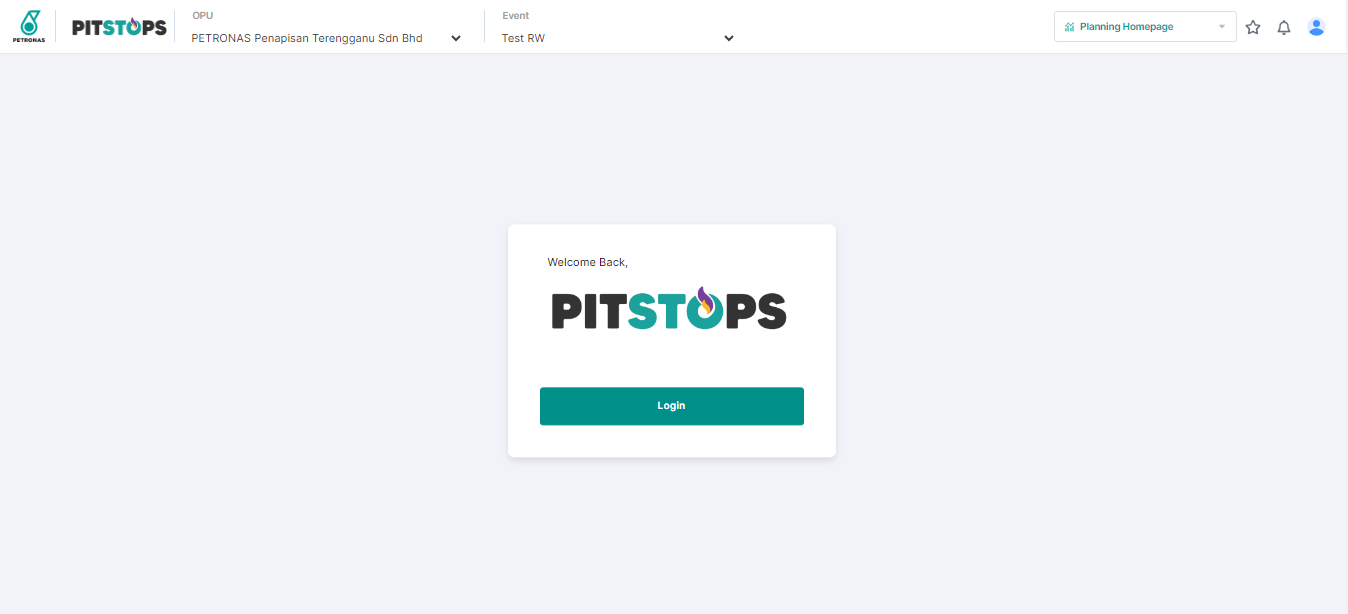 PETRONAS
PITSTOPS
OPU
PETRONAS Penapisan Terengganu Sdn Bhd
Event
Test RW
Planning Homepage
Welcome Back,
PITSTOPS
Login